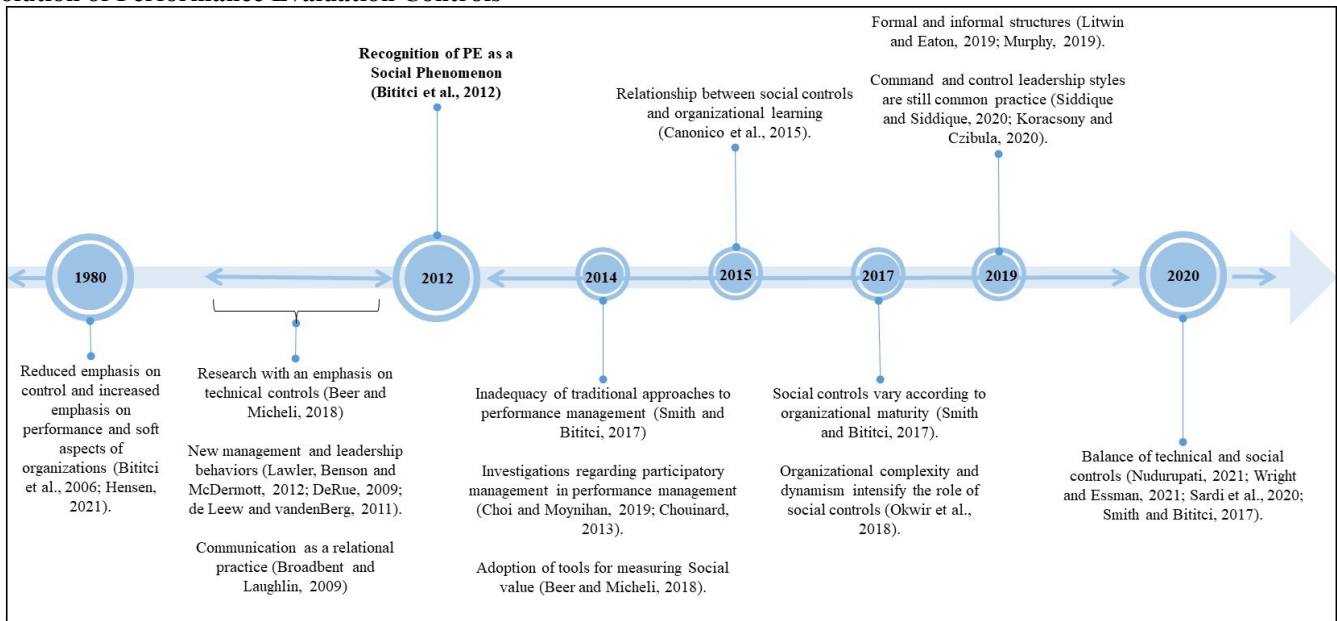 olution of Performance Evaluation Controls
Formal and informal structures (Litwin
and Eaton, 2019; Murphy, 2019).
Command and control leadership styles
are still common practice (Siddique
and Siddique, 2020; Koracsony and
Czibula, 2020).
Recognition of PE as a
Social Phenomenon
(Bititci et al., 2012)
Relationship between social controls
and organizational learning
(Canonico et al., 2015).
1980
2012
2014
2015
2017
2019
2020
Reduced emphasis on
control and increased
emphasis on
performance and soft
aspects of
organizations (Bititci
et al., 2006; Hensen,
2021).
Research with an emphasis on
technical controls (Beer and
Micheli, 2018)
New management and leadership
behaviors (Lawler, Benson and
McDermott, 2012; DeRue, 2009;
de Leew and vandenBerg, 2011).
Communication as a relational
practice (Broadbent and
Laughlin, 2009)
Inadequacy of traditional approaches to
performance management (Smith and
Bititci, 2017)
Investigations regarding participatory
management in performance management
(Choi and Moynihan, 2019; Chouinard,
2013).
Adoption of tools for measuring Social
value (Beer and Micheli, 2018).
Social controls vary according to
organizational maturity (Smith
and Bititci, 2017).
Organizational complexity and
dynamism intensify the role of
social controls (Okwir et al.,
2018).
Balance of technical and social
controls (Nudurupati, 2021; Wright
and Essman, 2021; Sardi et al., 2020;
Smith and Bititci, 2017).